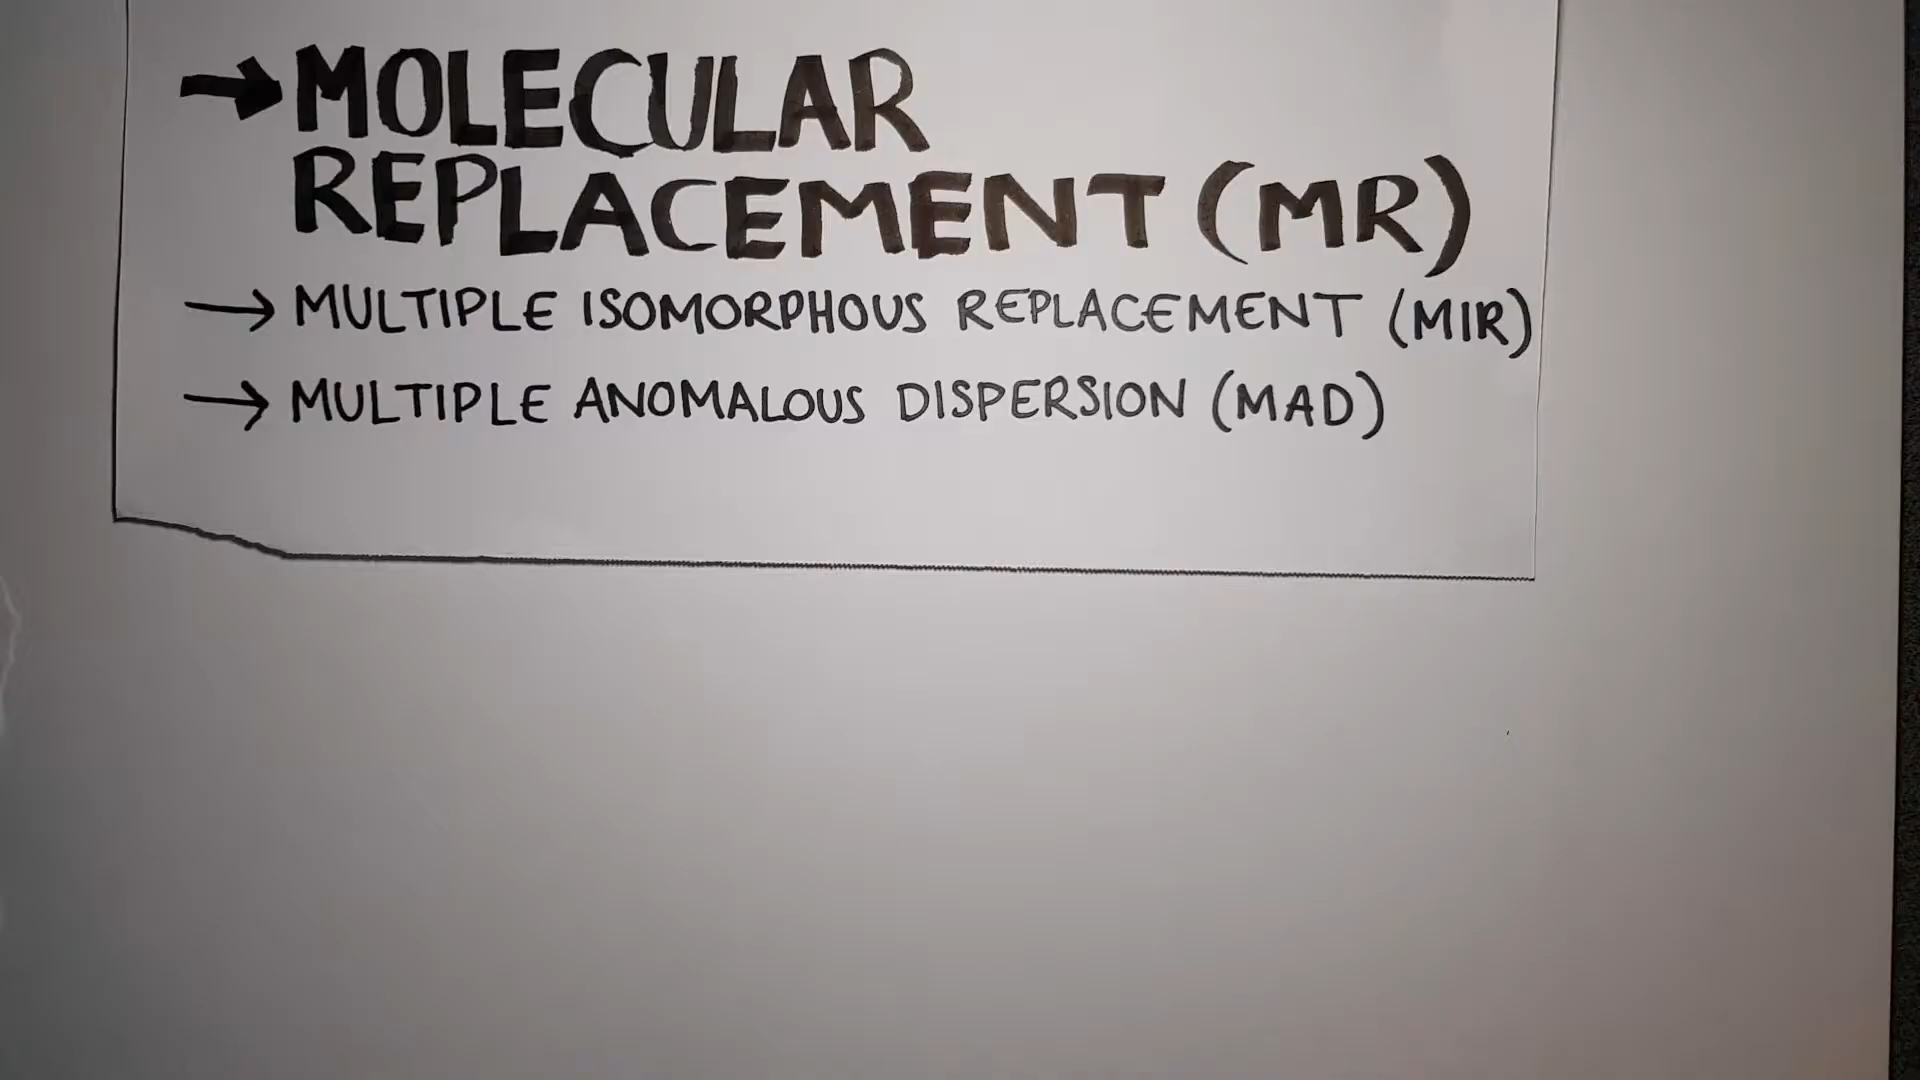 → MOLECULAR
REPLACEMENT (MR)
→ MULTIPLE ISOMORPHOUS REPLACEMENT (MIR)
→ MULTIPLE ANOMALOUS DISPERSION (MAD)